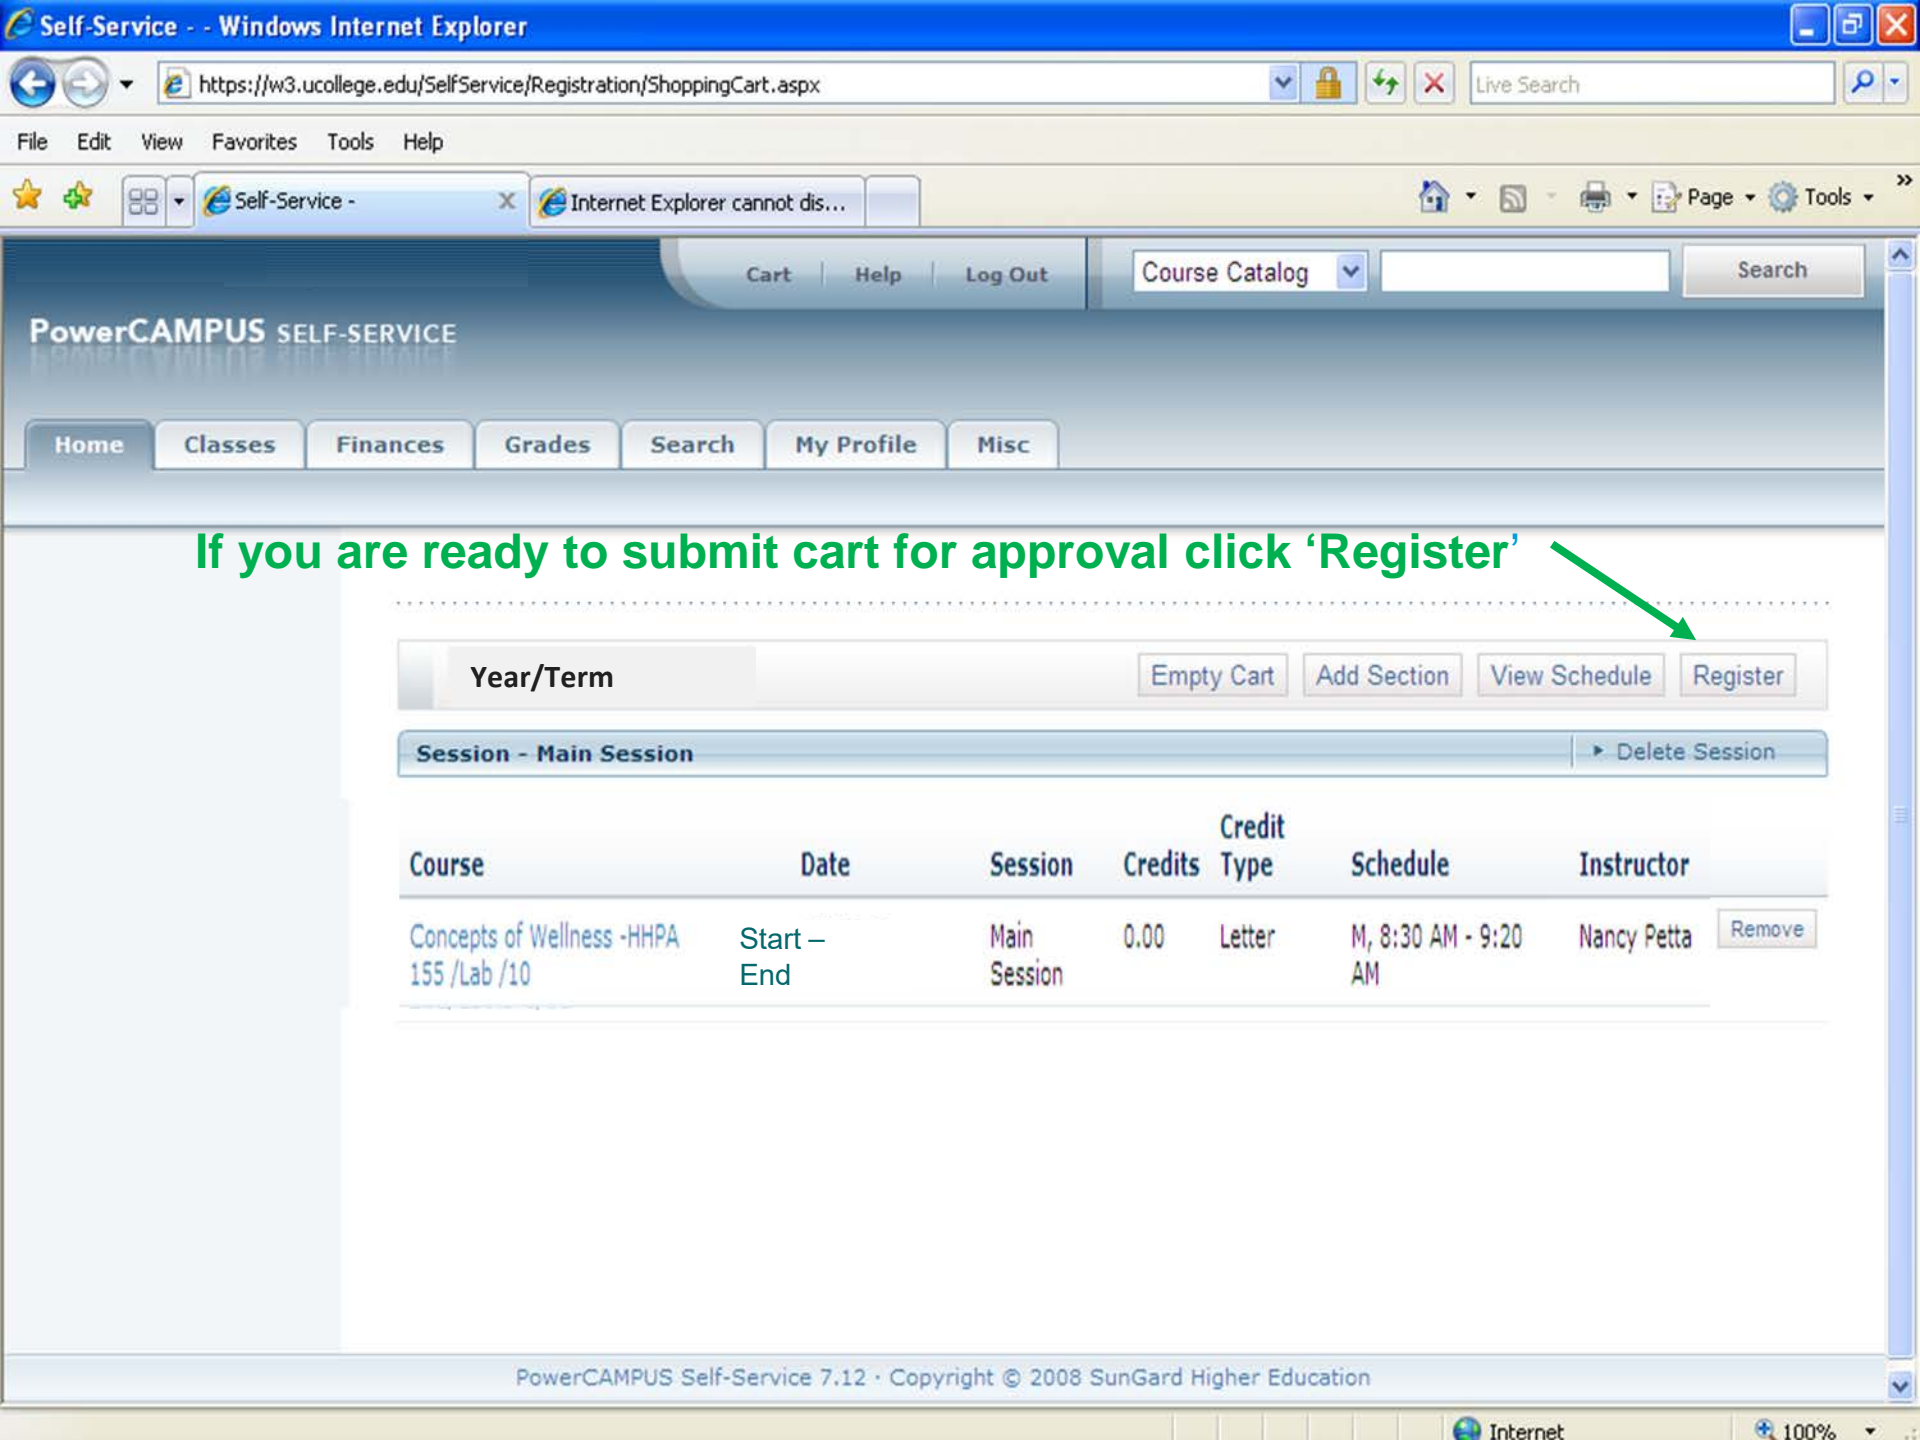 Self-Service - - Windows Internet Explorer
https://w3.ucollege.edu/SelfService/Registration/ShoppingCart.aspx
Live Search
File Edit View Favorites Tools Help
Self-Service -
Internet Explorer cannot dis...
Page
Tools
Cart Help Log Out
Course Catalog
Search
PowerCAMPUS SELF-SERVICE
Home Classes Finances Grades Search My Profile Misc
If you are ready to submit cart for approval click ‘Register’
Year/Term
Empty Cart Add Section View Schedule Register
Session - Main Session
Delete Session
Course Date Session Credits Credit Type Schedule Instructor
Concepts of Wellness -HHPA Start – Main 0.00 Letter M, 8:30 AM - 9:20 Nancy Petta Remove
155 /Lab /10 End Session AM
PowerCAMPUS Self-Service 7.12 · Copyright © 2008 SunGard Higher Education
Internet 100%